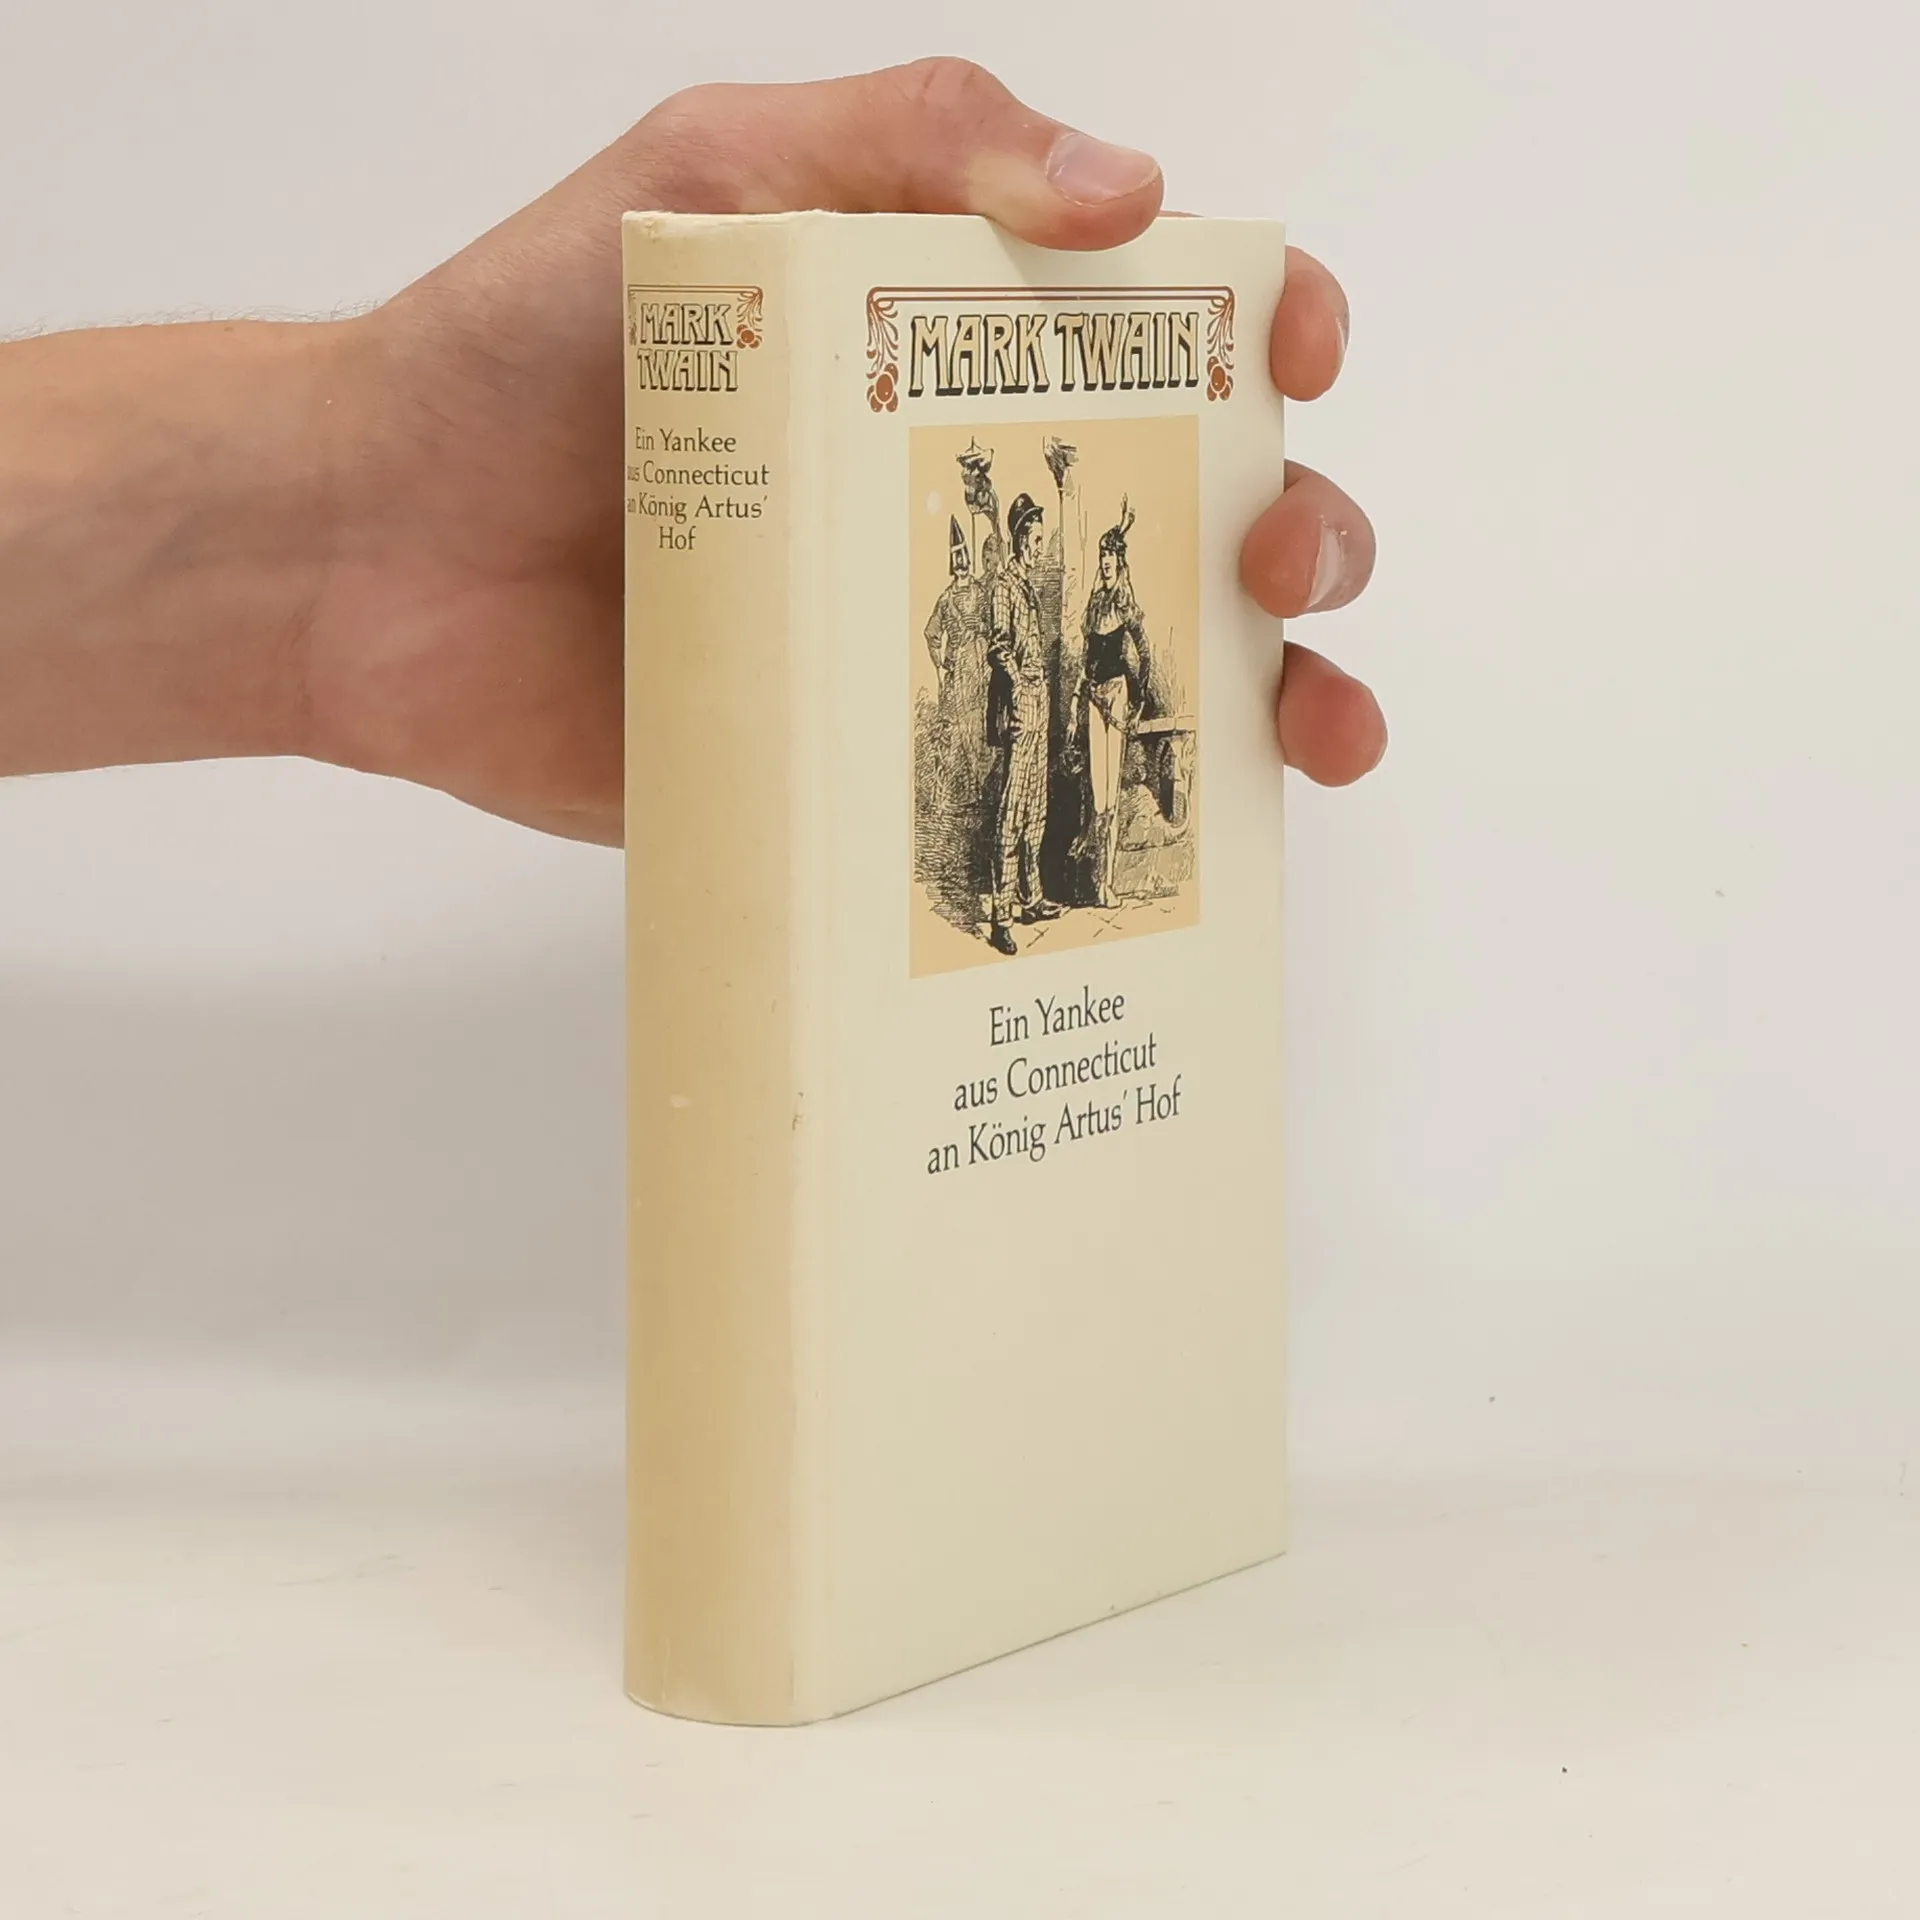 MARK
TWAIN
Ein Yankee
aus Connecticut
an König Artus'
Hof
MARK TWAIN
Ein Yankee
aus Connecticut
an König Artus' Hof